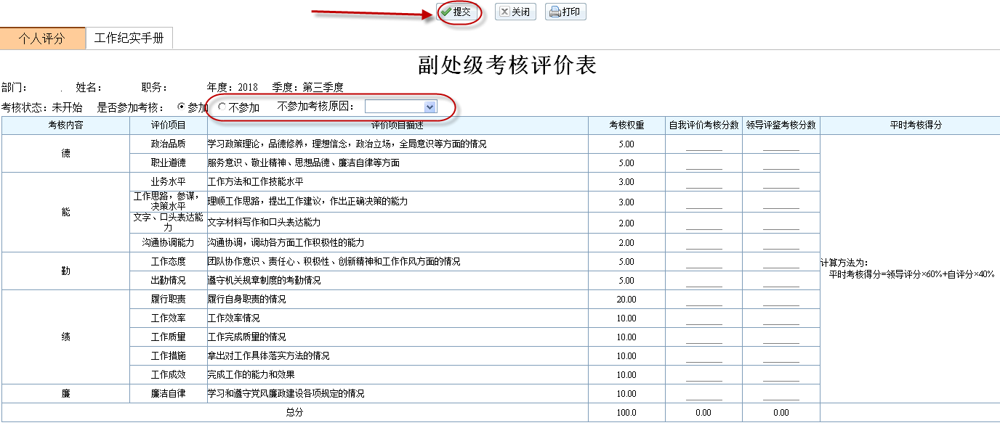 提交 关闭 打印
个人评分 工作纪实手册
副处级考核评价表
部门： . 姓名： 职务： 年度：2018 季度：第三季度
考核状态：未开始 是否参加考核： 参加 不参加 不参加考核原因：
考核内容 评价项目 评价项目描述 考核权重 自我评价考核分数 领导评鉴考核分数 平时考核得分
德 政治品质 学习政策理论，品德修养，理想信念，政治立场，全局意识等方面的情况 5.00
职业道德 服务意识、敬业精神、思想品德、廉洁自律等方面 5.00
能 业务水平 工作方法和工作技能水平 3.00
工作思路，参谋，决策水平 理顺工作思路，提出工作建议，作出正确决策的能力 3.00
文字、口头表达能力 文字材料写作和口头表达能力 2.00
沟通协调能力 沟通协调，调动各方面工作积极性的能力 2.00
勤 工作态度 团队协作意识、责任心、积极性、创新精神和工作作风方面的情况 5.00
出勤情况 遵守机关规章制度的考勤情况 5.00
计算方法为：
平时考核得分=领导评分×60%+自评分×40%
绩 履行职责 履行自身职责的情况 20.00
工作效率 工作效率情况 10.00
工作质量 工作完成质量的情况 10.00
工作措施 拿出对工作具体落实方法的情况 10.00
工作成效 完成工作的能力和效果 10.00
廉 廉洁自律 学习和遵守党风廉政建设各项规定的情况 10.00
总分 100.0 0.00 0.00